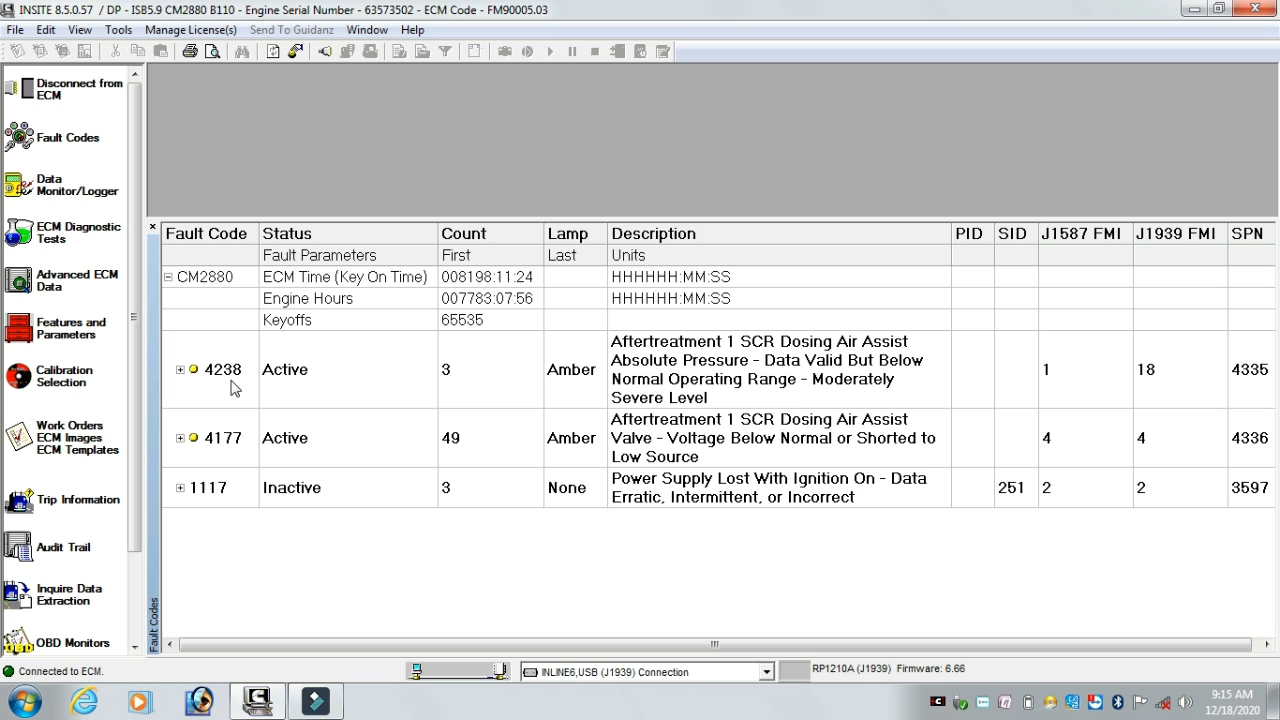 INSITE 8.5.0.57 / DP - ISB5.9 CM2880 B110 - Engine Serial Number - 63573502 - ECM Code - FM90005.03
File Edit View Tools Manage License(s) Send To Guidanz Window Help
Disconnect from
ECM
Fault Codes
Data
Monitor/Logger
ECM Diagnostic
Tests
Advanced ECM
Data
Features and
Parameters
Calibration
Selection
Work Orders
ECM Images
ECM Templates
Trip Information
Audit Trail
Inquire Data
Extraction
OBD Monitors
Fault Codes
Fault Code Status Count Lamp Description PID SID J1587 FMI J1939 FMI SPN
Fault Parameters First Last Units
CM2880 ECM Time (Key On Time) 008198:11:24 HHHHHH:MM:SS
Engine Hours 007783:07:56 HHHHHH:MM:SS
Keyoffs 65535
Aftertreatment 1 SCR Dosing Air Assist
Absolute Pressure - Data Valid But Below
4238 Active 3 Amber Normal Operating Range - Moderately 1 18 4335
Severe Level
Aftertreatment 1 SCR Dosing Air Assist
4177 Active 49 Amber Valve - Voltage Below Normal or Shorted to 4 4 4336
Low Source
Power Supply Lost With Ignition On - Data
1117 Inactive 3 None Erratic, Intermittent, or Incorrect 251 2 2 3597
Connected to ECM. INLINE6,USB (J1939) Connection RP1210A (J1939) Firmware: 6.66
9:15 AM
12/18/2020